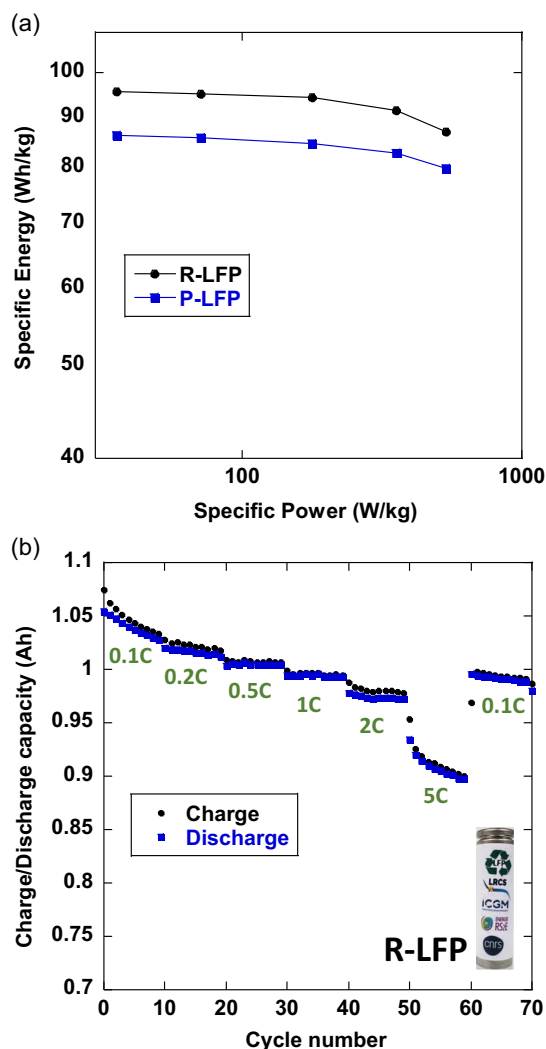 (a)
100
90
80
70
60
50
40
Specific Energy (Wh/kg)
R-LFP
P-LFP
100
1000
Specific Power (W/kg)
(b)
1.1
1.05
1
0.95
0.9
0.85
0.8
0.75
0.7
Charge/Discharge capacity (Ah)
0.1C
0.2C
0.5C
1C
2C
5C
0.1C
Charge
Discharge
LFP
LRCS
ICGM
RS2E
cnrs
R-LFP
0 10 20 30 40 50 60 70
Cycle number